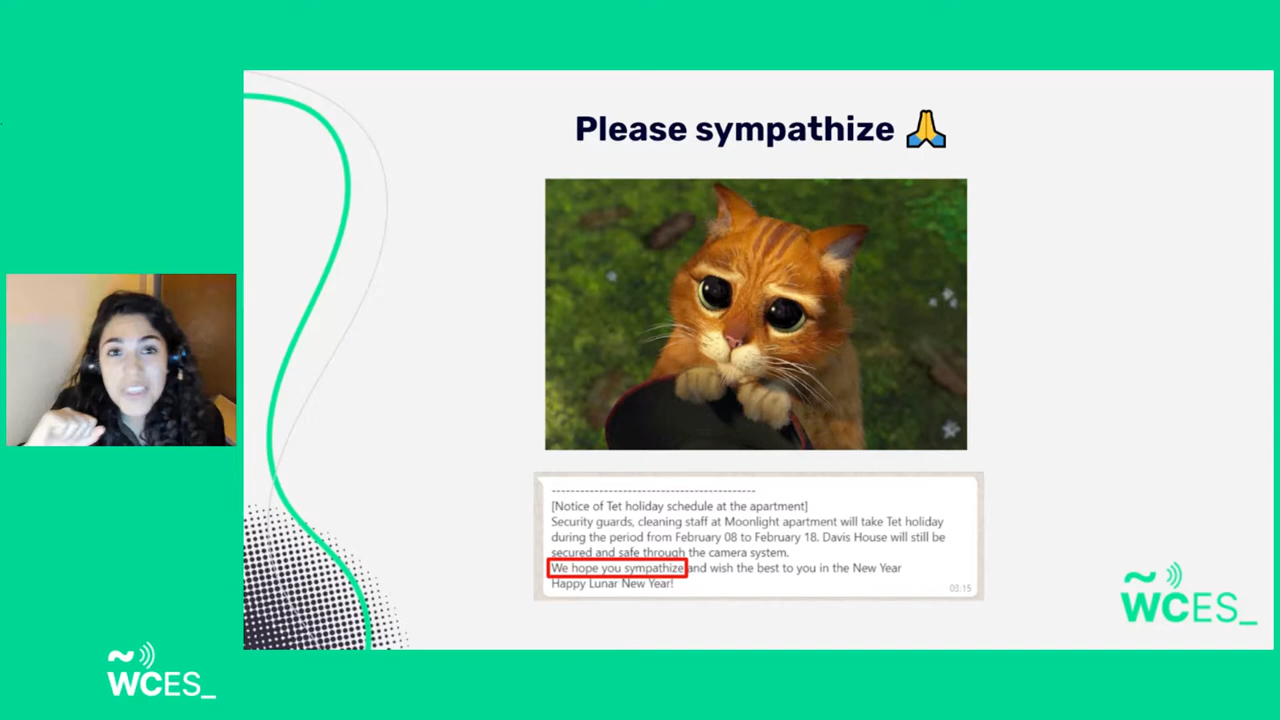 Please sympathize
-------------------------------------------
[Notice of Tet holiday schedule at the apartment]
Security guards, cleaning staff at Moonlight apartment will take Tet holiday
during the period from February 08 to February 18. Davis House will still be
secured and safe through the camera system.
We hope you sympathize and wish the best to you in the New Year
Happy Lunar New Year!
03:15
WCES_
WCES_